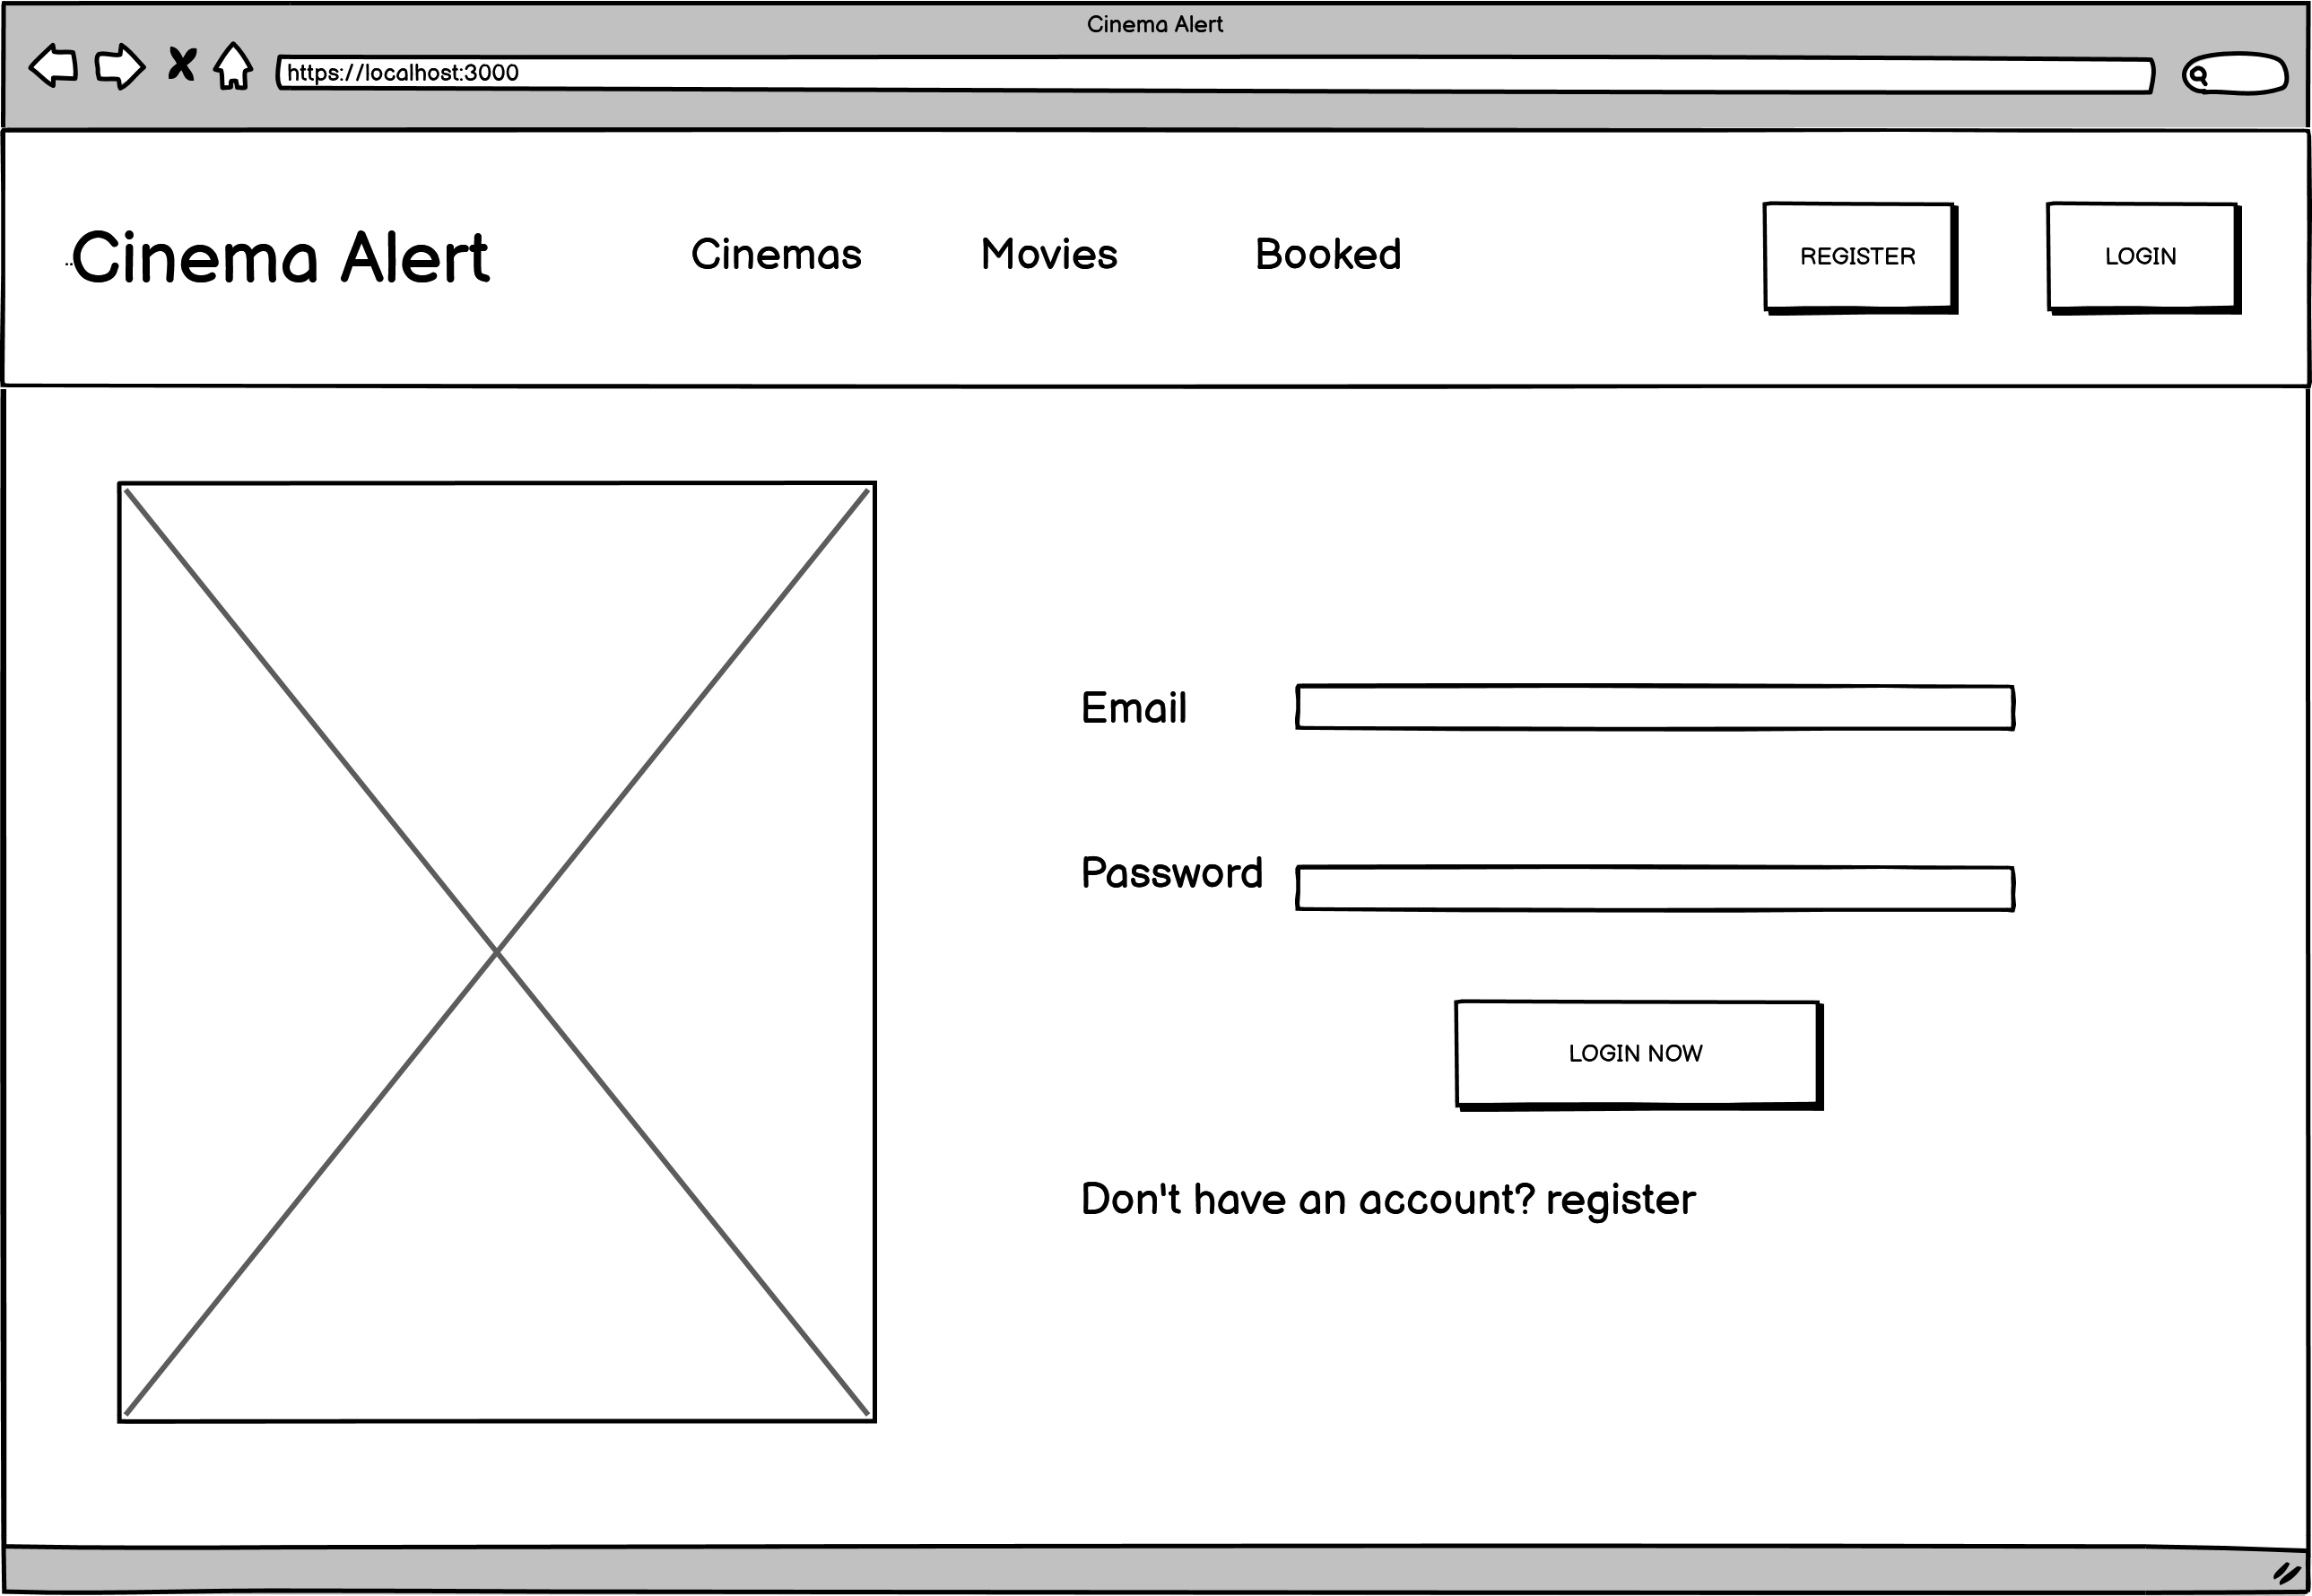 Cinema Alert
https://localhost:3000
Cinema Alert
Cinemas
Movies
Booked
REGISTER
LOGIN
Email
Password
LOGIN NOW
Don't have an account? register